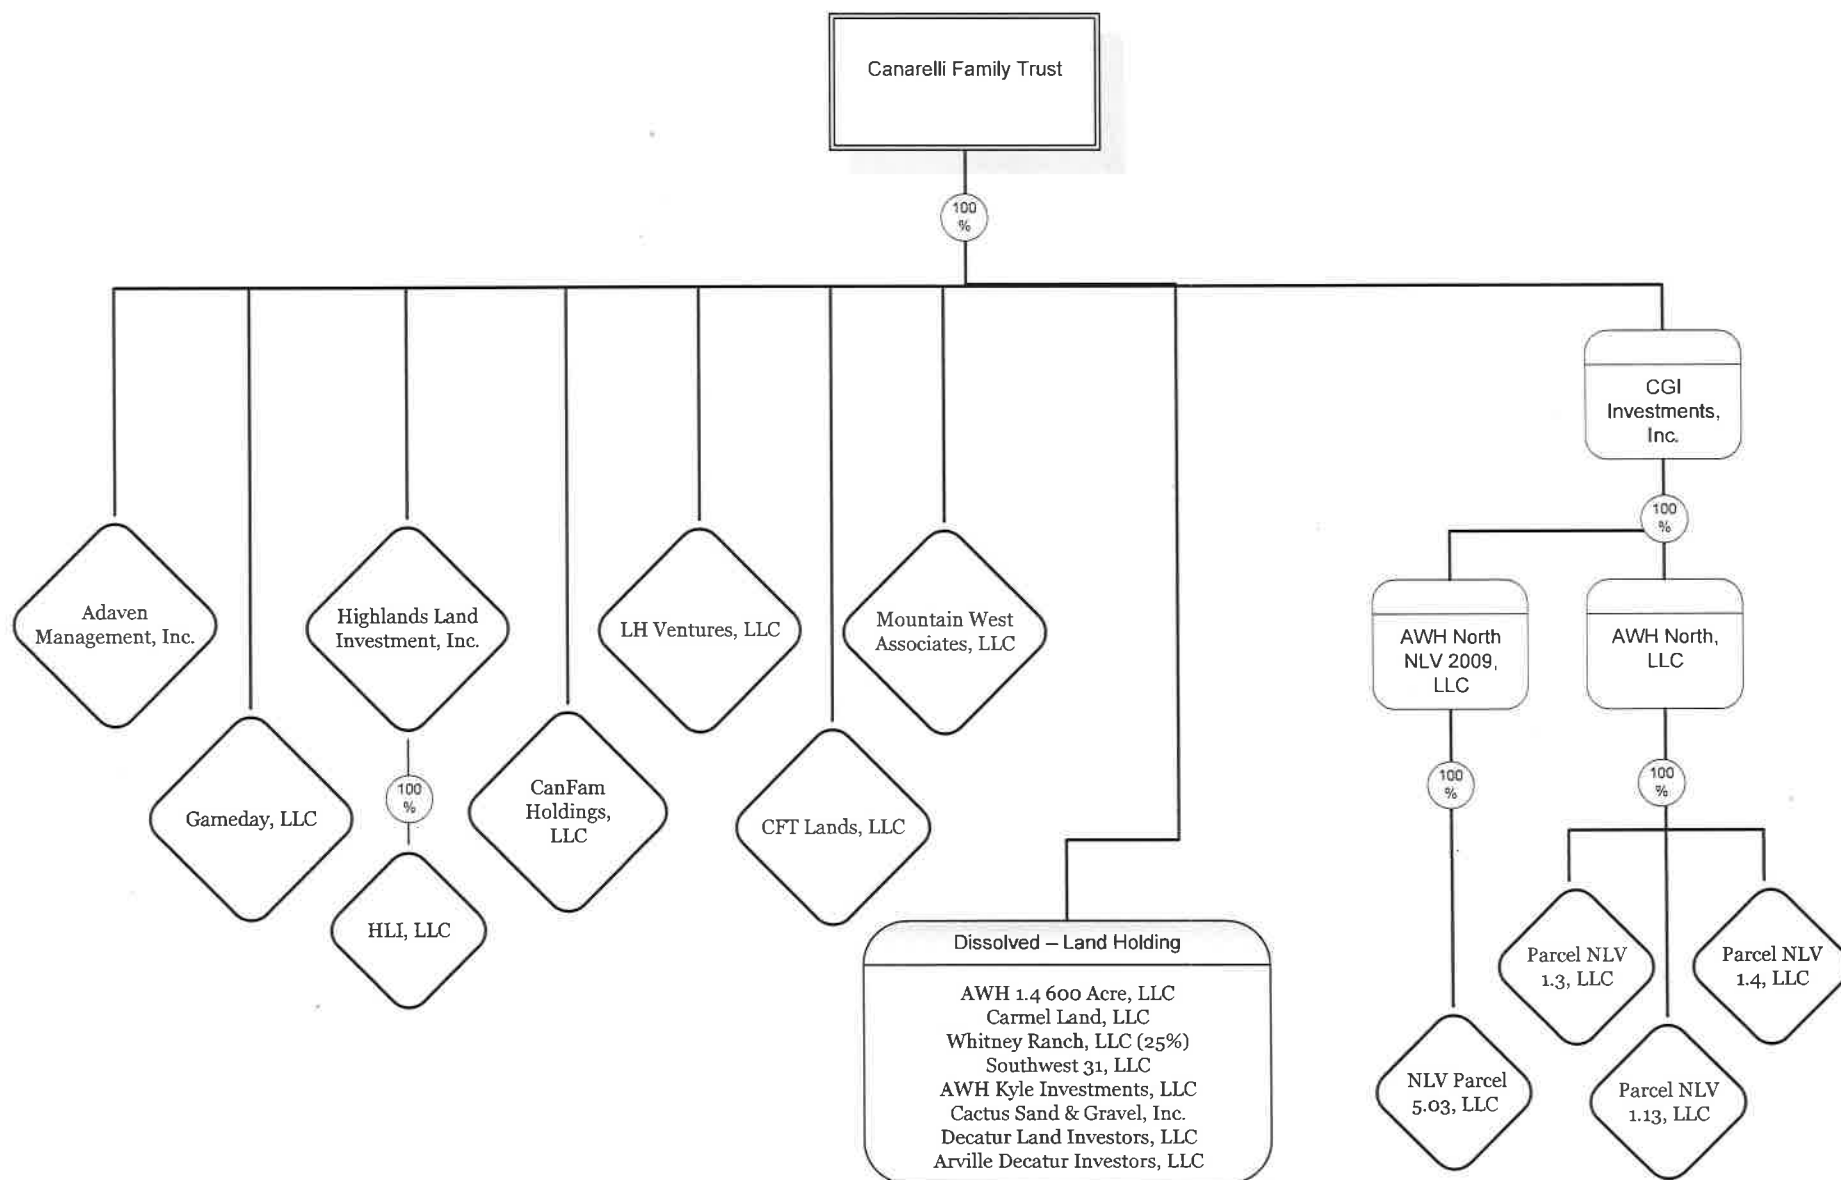 Canarelli Family Trust
100
%
CGI
Investments,
Inc.
100
%
Adaven
Management, Inc.
Highlands Land
Investment, Inc.
LH Ventures, LLC
Mountain West
Associates, LLC
AWH North
NLV 2009,
LLC
AWH North,
LLC
Gameday, LLC
100
%
CanFam
Holdings,
LLC
CFT Lands, LLC
100
%
100
%
HLI, LLC
Dissolved – Land Holding
AWH 1.4 600 Acre, LLC
Carmel Land, LLC
Whitney Ranch, LLC (25%)
Southwest 31, LLC
AWH Kyle Investments, LLC
Cactus Sand & Gravel, Inc.
Decatur Land Investors, LLC
Arville Decatur Investors, LLC
Parcel NLV
1.3, LLC
Parcel NLV
1.4, LLC
NLV Parcel
5.03, LLC
Parcel NLV
1.13, LLC